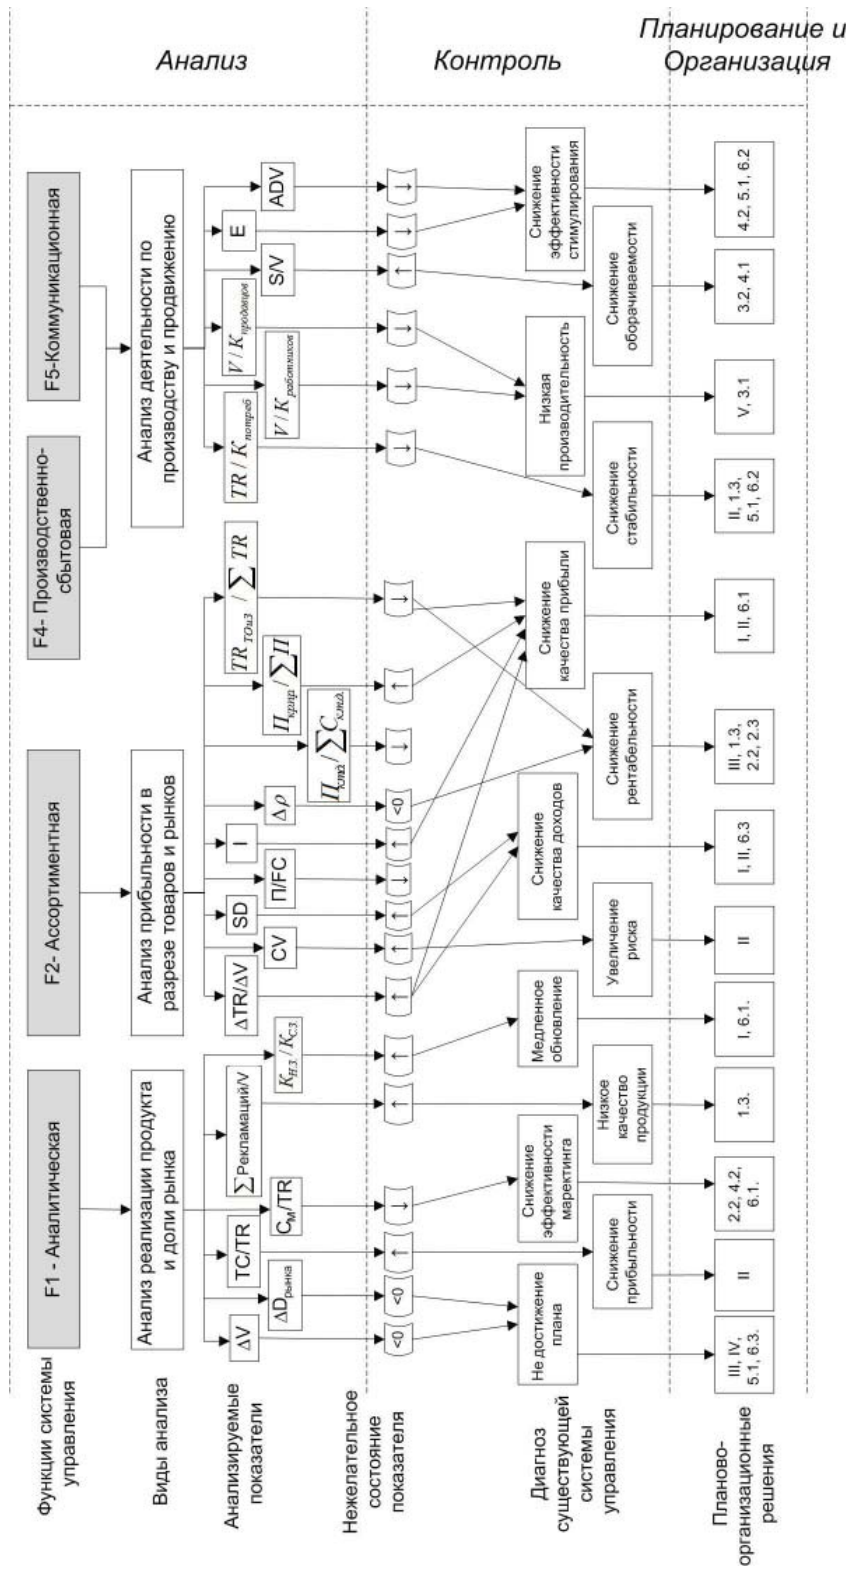 Анализ
Контроль
Планирование и
Организация
Функции системы
управления
F1 - Аналитическая
F2- Ассортиментная
F4- Производственно-
сбытовая
F5-Коммуникационная
Виды анализа
Анализ реализации продукта
и доли рынка
Анализ прибыльности в
разрезе товаров и рынков
Анализ деятельности по
производству и продвижению
Анализируемые
показатели
ΔV
ΔDрынка
TC/TR
CМ/TR
∑Рекламаций/V
KН.З. / KС.З.
ΔTR/ΔV
CV
SD
П/FC
I
Δρ
Пктд / ∑Сктд.
Пкрпр / ∑П
TR ТОиЗ / ∑TR
TR / Kпотреб
V / Kработников
V / Kпродавцов
S/V
E
ADV
Нежелательное
состояние
показателя
<0
<0
↑
↓
↑
↑
↑
↑
↑
↓
↑
<0
↓
↑
↓
↓
↓
↓
↑
↓
↓
Диагноз
существующей
системы
управления
Не достижение
плана
Снижение
прибыльности
Снижение
эффективности
маректинга
Низкое
качество
продукции
Медленное
обновление
Увеличение
риска
Снижение
качества доходов
Снижение
рентабельности
Снижение
качества прибыли
Снижение
стабильности
Низкая
производительность
Снижение
оборачиваемости
Снижение
эффективности
стимулирования
Планово-
организационные
решения
III, IV,
5.1, 6.3.
II
2.2, 4.2,
6.1.
1.3.
I, 6.1.
II
I, II, 6.3
III, 1.3,
2.2, 2.3
I, II, 6.1
II, 1.3,
5.1, 6.2
V, 3.1
3.2, 4.1
4.2, 5.1, 6.2